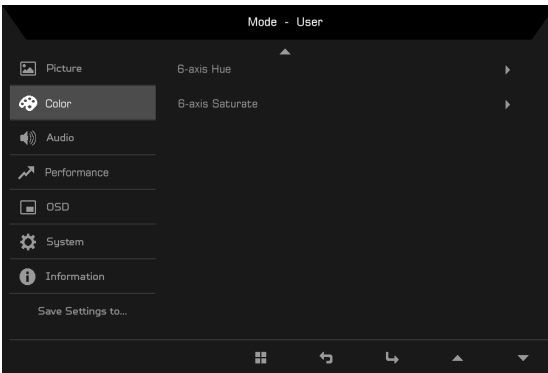 Mode - User
Picture
6-axis Hue
Color
6-axis Saturate
Audio
Performance
OSD
System
Information
Save Settings to...